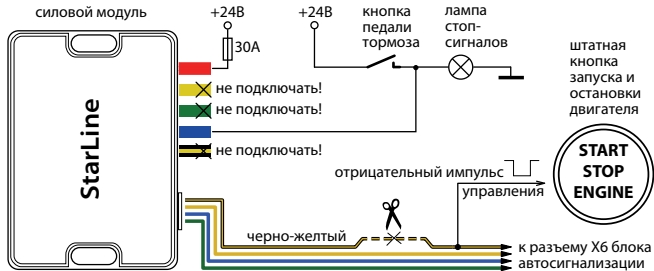 силовой модуль
+24В
+24В
кнопка
педали
тормоза
лампа
стоп-
сигналов
30А
штатная
кнопка
запуска и
остановки
двигателя
не подключать!
не подключать!
не подключать!
StarLine
START
STOP
ENGINE
отрицательный импульс
управления
черно-желтый
к разъему Х6 блока
автосигнализации